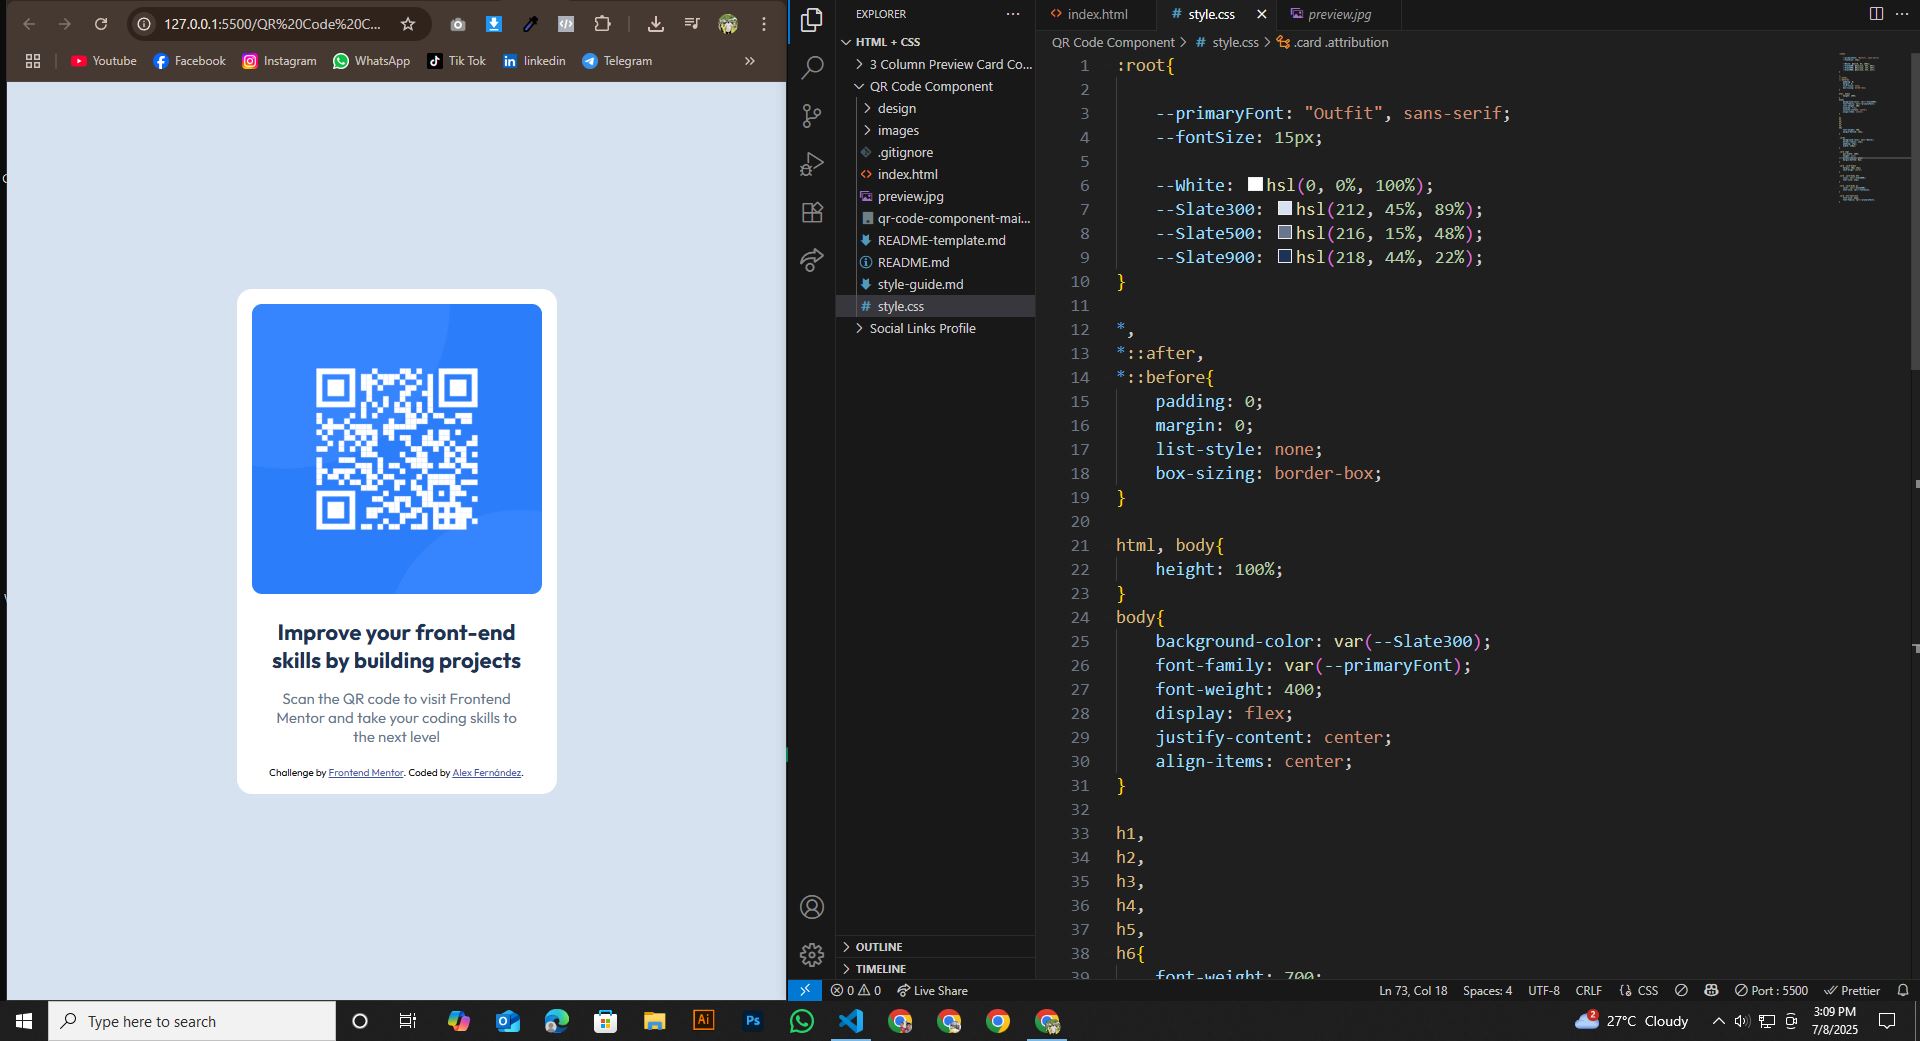 127.0.0.1:5500/QR%20Code%20C...
Youtube
Facebook
Instagram
WhatsApp
Tik Tok
linkedin
Telegram
»
Improve your front-end
skills by building projects
Scan the QR code to visit Frontend
Mentor and take your coding skills to
the next level
Challenge by Frontend Mentor. Coded by Alex Fernández.
EXPLORER
HTML + CSS
3 Column Preview Card Co...
QR Code Component
design
images
.gitignore
index.html
preview.jpg
qr-code-component-mai...
README-template.md
README.md
style-guide.md
# style.css
Social Links Profile
OUTLINE
TIMELINE
index.html
# style.css
preview.jpg
QR Code Component > # style.css > .card .attribution
1 :root{
2
3 --primaryFont: "Outfit", sans-serif;
4 --fontSize: 15px;
5
6 --White: hsl(0, 0%, 100%);
7 --Slate300: hsl(212, 45%, 89%);
8 --Slate500: hsl(216, 15%, 48%);
9 --Slate900: hsl(218, 44%, 22%);
10 }
11
12 *,
13 *::after,
14 *::before{
15 padding: 0;
16 margin: 0;
17 list-style: none;
18 box-sizing: border-box;
19 }
20
21 html, body{
22 height: 100%;
23 }
24 body{
25 background-color: var(--Slate300);
26 font-family: var(--primaryFont);
27 font-weight: 400;
28 display: flex;
29 justify-content: center;
30 align-items: center;
31 }
32
33 h1,
34 h2,
35 h3,
36 h4,
37 h5,
38 h6{
39 font-weight: 700;
0 0 Live Share
Ln 73, Col 18 Spaces: 4 UTF-8 CRLF {} CSS Port : 5500 Prettier
Type here to search
Ai
Ps
2
27°C Cloudy
3:09 PM
7/8/2025